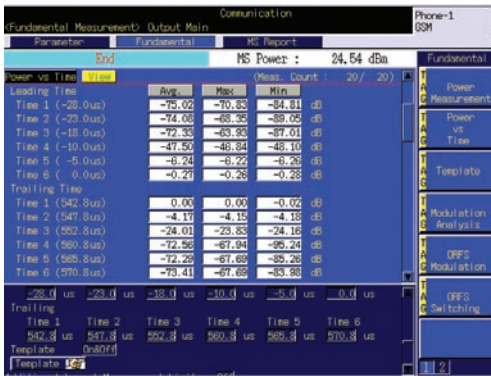 Communication
Phone-1
<Fundamental Measurement> Output Main
GSM
Parameter Fundamental MS Report
End MS Power : 24.54 dBm
Fundamental
Power vs Time View (Meas. Count : 20/ 20)
Leading Time Avg. Max Min
Time 1 (-28.0us) -75.02 -70.83 -84.81 dB
Time 2 (-23.0us) -74.08 -68.35 -89.05 dB
Time 3 (-18.0us) -72.33 -63.93 -87.01 dB
Time 4 (-10.0us) -47.50 -46.84 -48.10 dB
Time 5 ( -5.0us) -6.24 -6.22 -6.26 dB
Time 6 ( 0.0us) -0.27 -0.26 -0.28 dB
Trailing Time
Time 1 (542.8us) 0.00 0.00 -0.02 dB
Time 2 (547.8us) -4.17 -4.15 -4.18 dB
Time 3 (552.8us) -24.01 -23.83 -24.16 dB
Time 4 (560.8us) -72.56 -67.94 -95.24 dB
Time 5 (565.8us) -72.29 -67.69 -85.26 dB
Time 6 (570.8us) -73.41 -67.69 -83.98 dB
-28.0 us -23.0 us -18.0 us -10.0 us -5.0 us 0.0 us
Trailing
Time 1 Time 2 Time 3 Time 4 Time 5 Time 6
542.8 us 547.8 us 552.8 us 560.8 us 565.8 us 570.8 us
Template On&Off
Template
TAG Power Measurement
TAG Power vs Time
TAG Template
TAG Modulation Analysis
TAG ORFS Modulation
TAG ORFS Switching
1 2